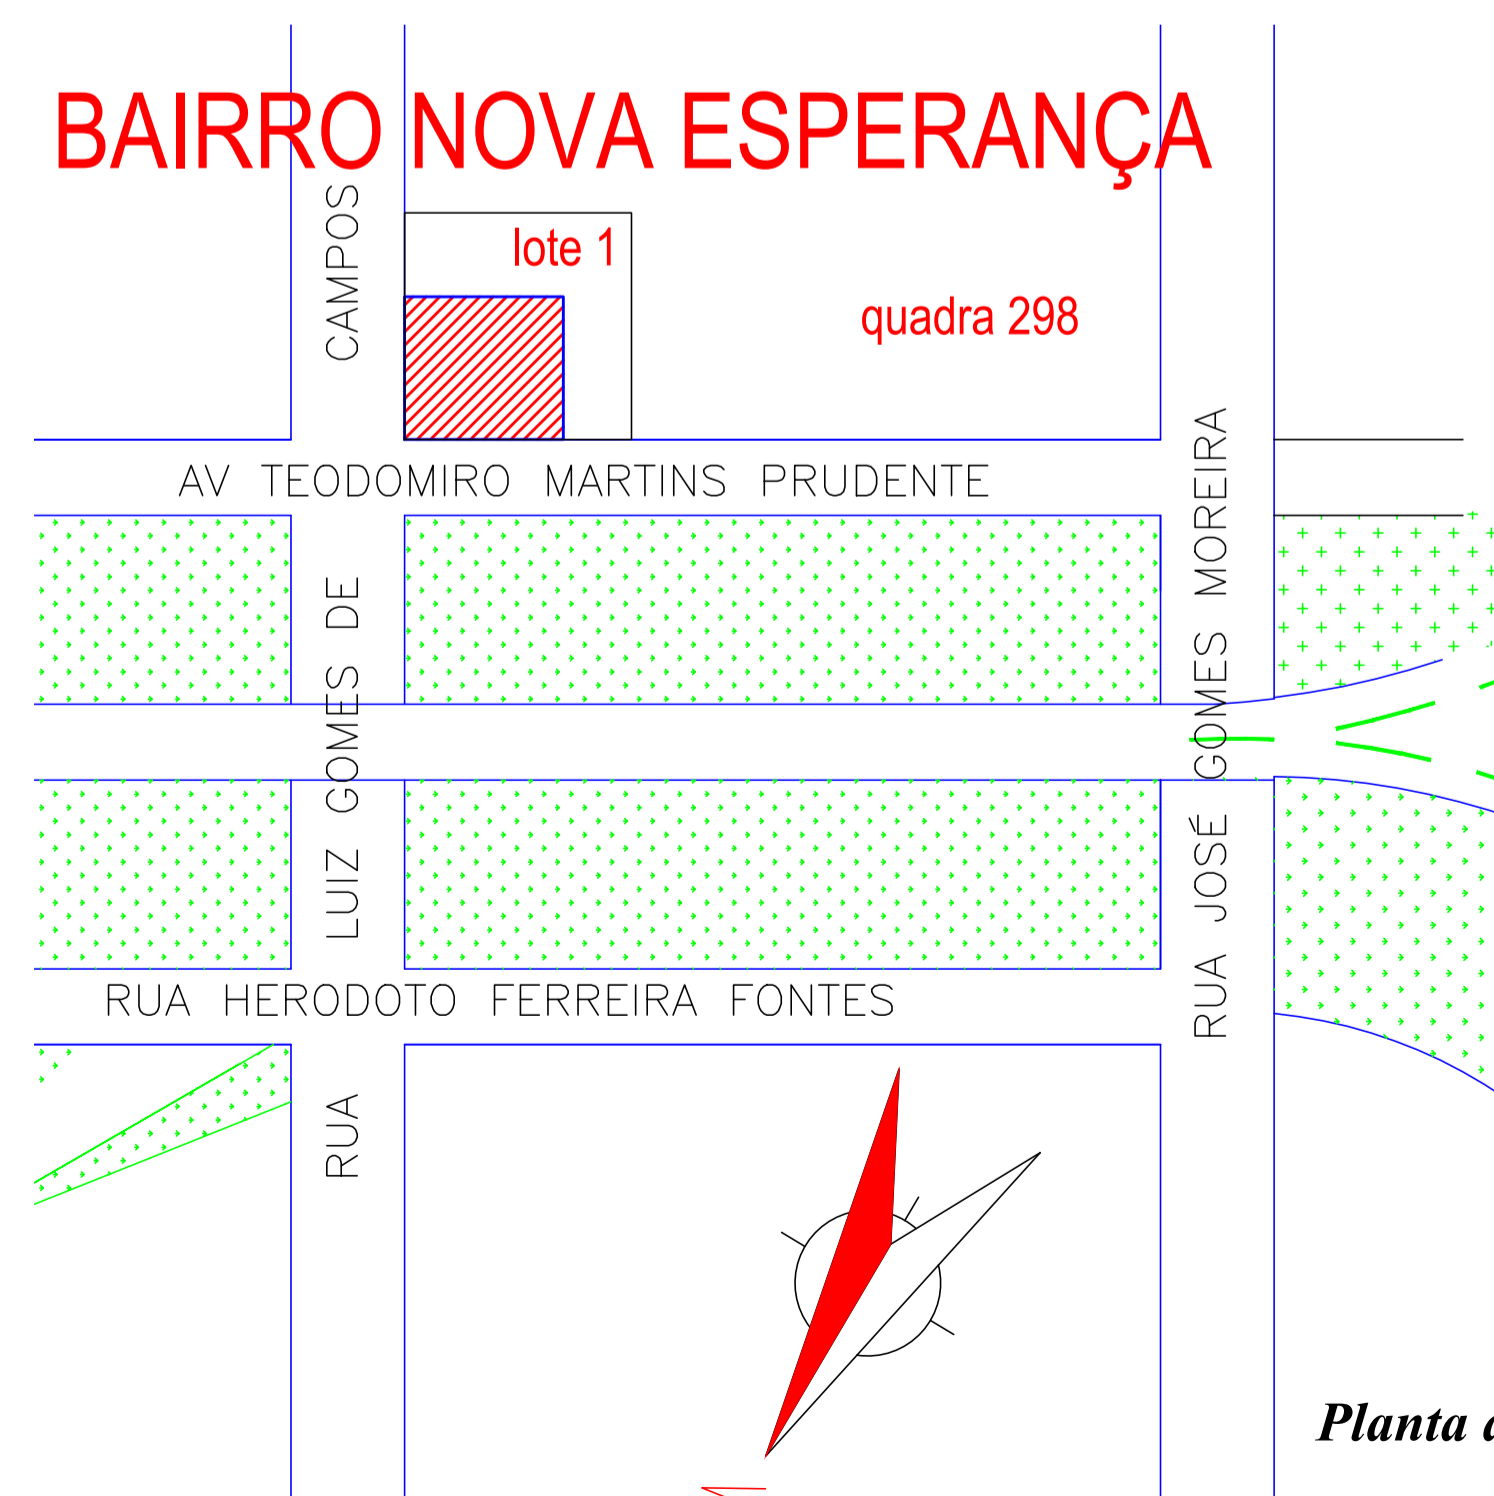 BAIRRO NOVA ESPERANÇA
lote 1
quadra 298
AV TEODOMIRO MARTINS PRUDENTE
RUA LUIZ GOMES DE CAMPOS
RUA JOSÉ GOMES MOREIRA
RUA HERODOTO FERREIRA FONTES
Planta